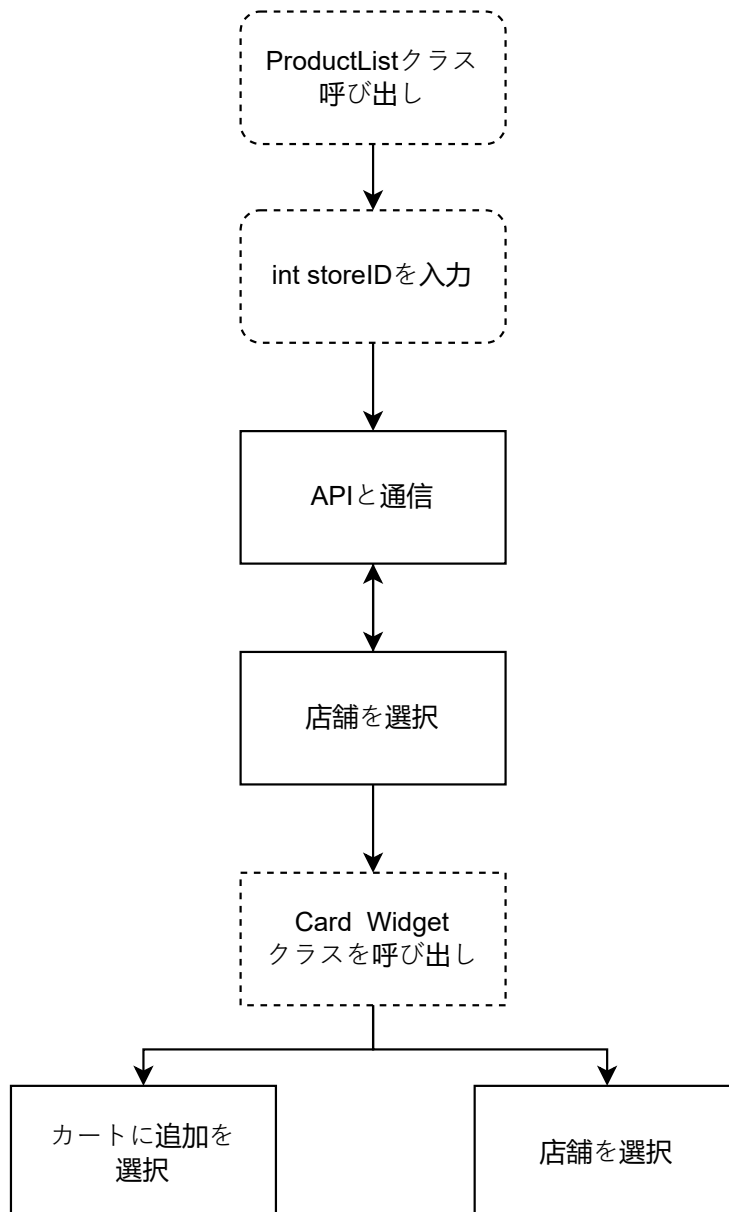 ProductListクラス
呼び出し
int storeIDを入力
APIと通信
店舗を選択
Card Widget
クラスを呼び出し
カートに追加を
選択
店舗を選択